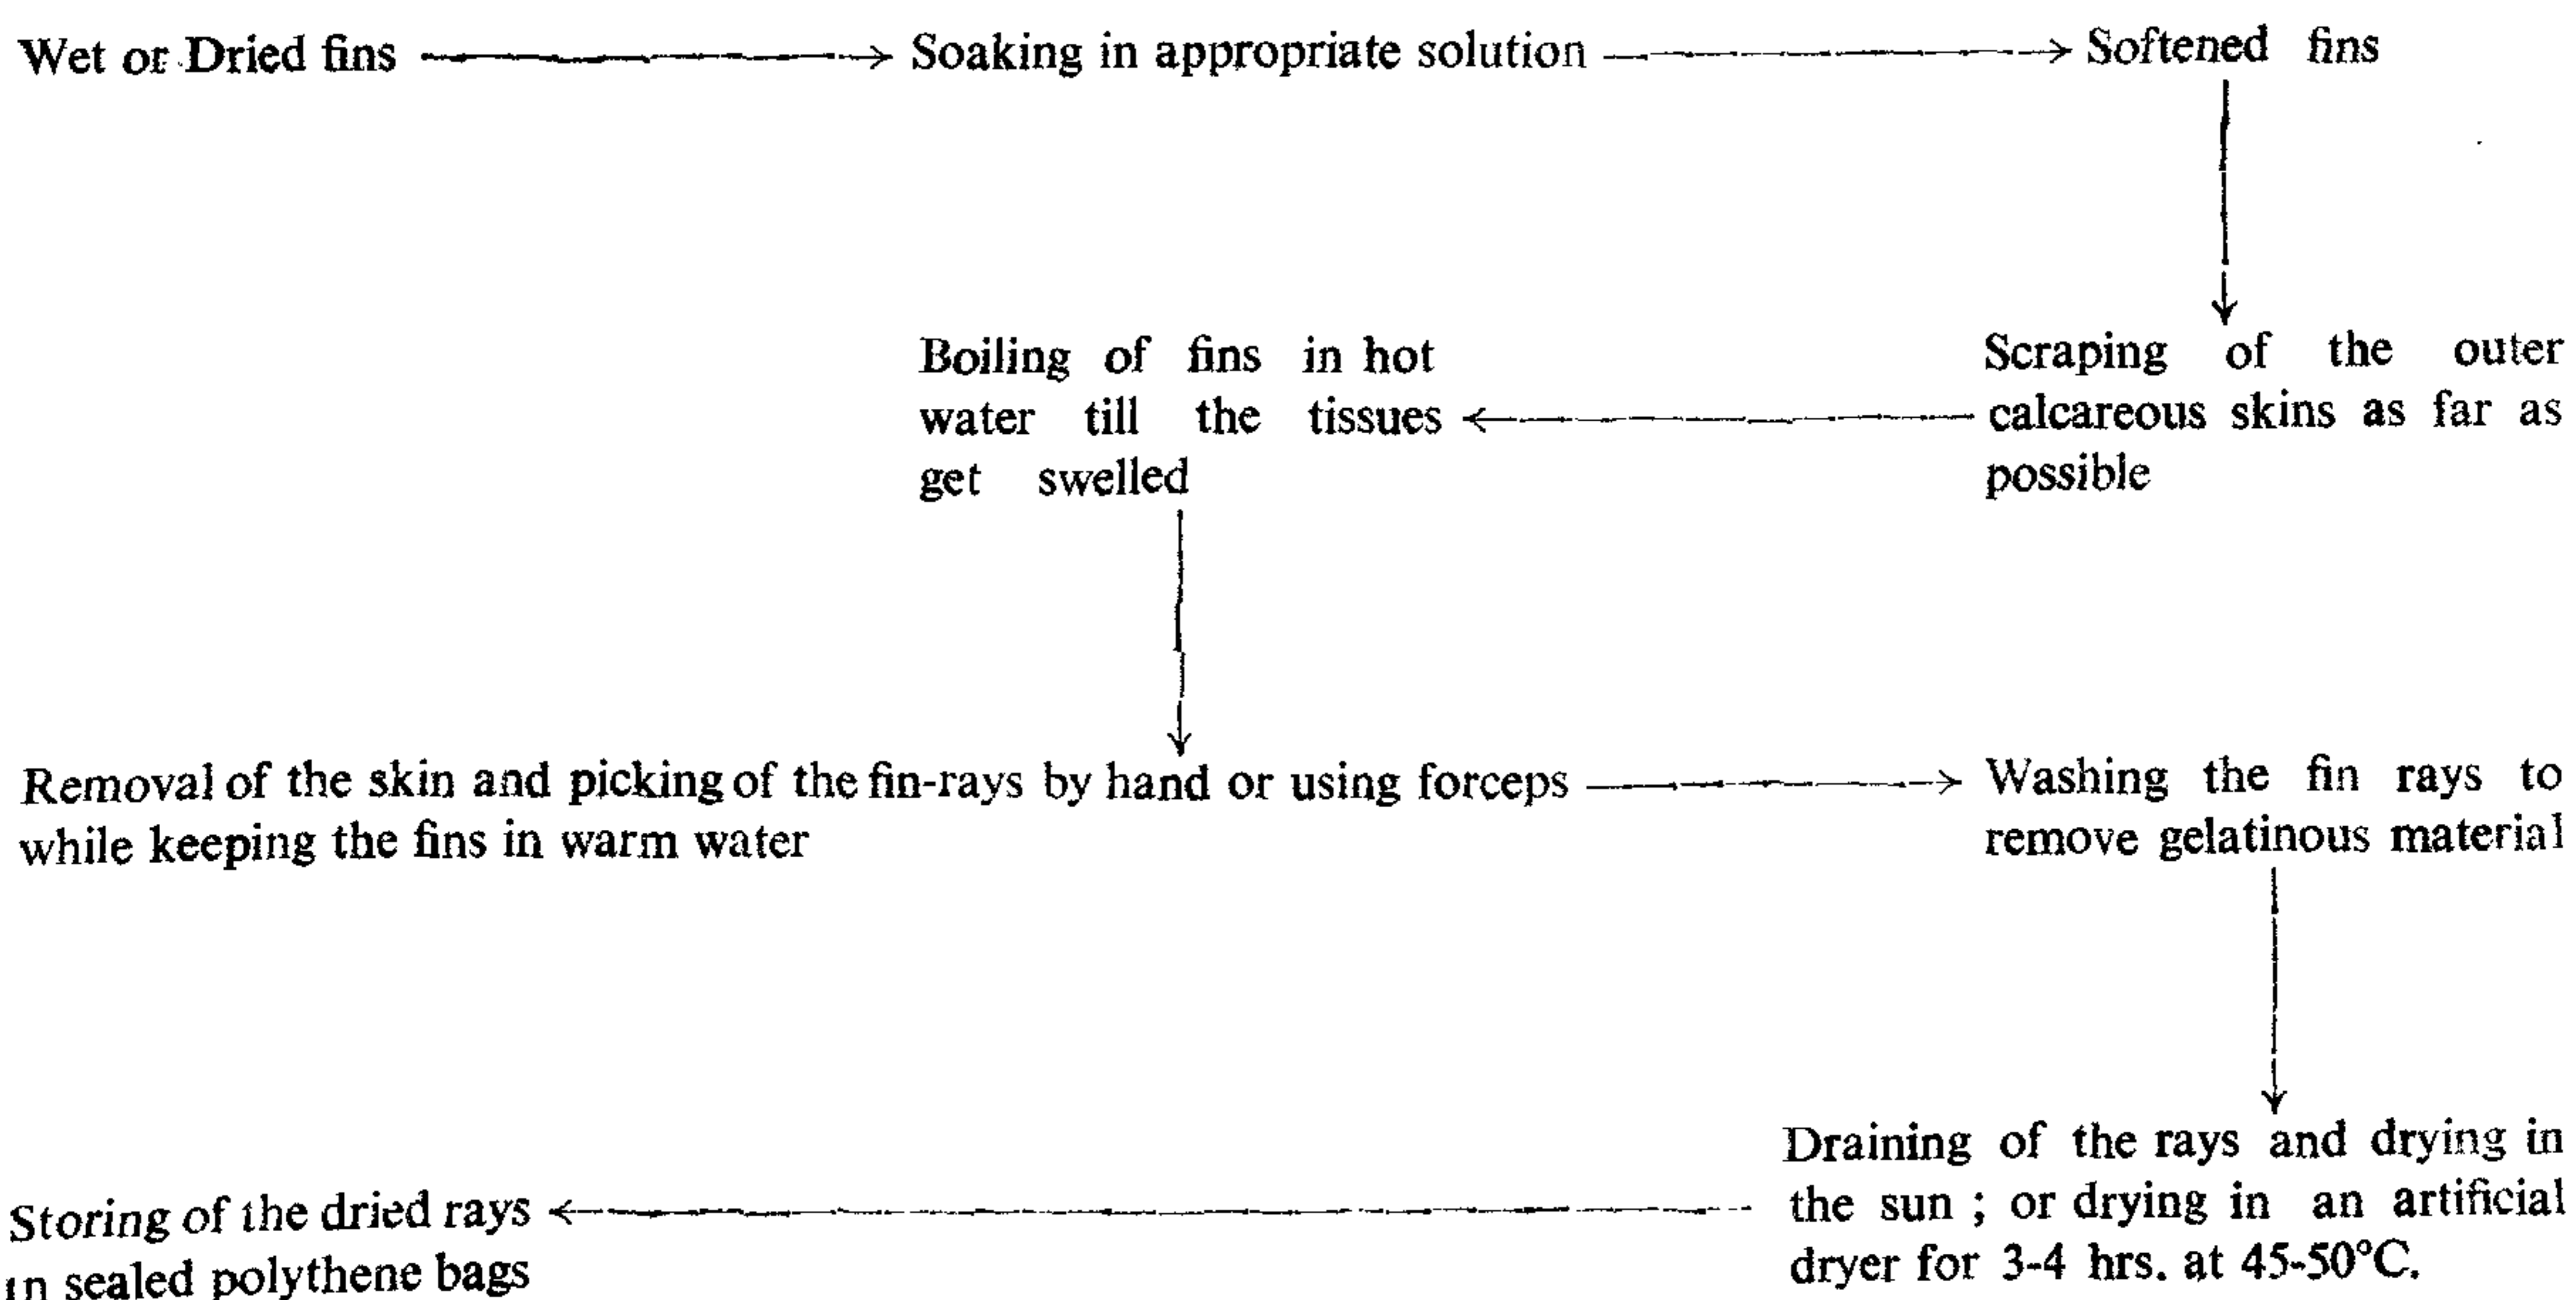 Wet or Dried fins
Soaking in appropriate solution
Softened fins
Scraping of the outer
calcareous skins as far as
possible
Boiling of fins in hot
water till the tissues
get swelled
Removal of the skin and picking of the fin-rays by hand or using forceps
while keeping the fins in warm water
Washing the fin rays to
remove gelatinous material
Draining of the rays and drying in
the sun ; or drying in an artificial
dryer for 3-4 hrs. at 45-50°C.
Storing of the dried rays
in sealed polythene bags